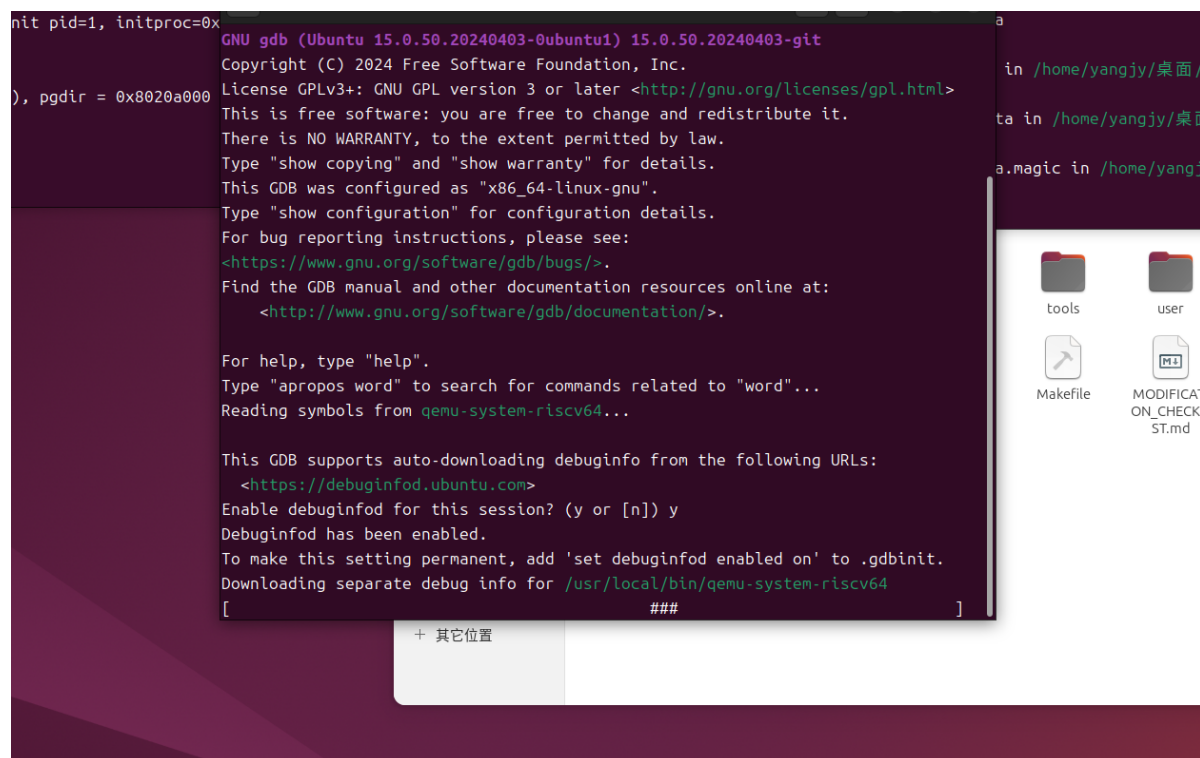 nit pid=1, initproc=0x
), pgdir = 0x8020a000
GNU gdb (Ubuntu 15.0.50.20240403-0ubuntu1) 15.0.50.20240403-git
Copyright (C) 2024 Free Software Foundation, Inc.
License GPLv3+: GNU GPL version 3 or later <http://gnu.org/licenses/gpl.html>
This is free software: you are free to change and redistribute it.
There is NO WARRANTY, to the extent permitted by law.
Type "show copying" and "show warranty" for details.
This GDB was configured as "x86_64-linux-gnu".
Type "show configuration" for configuration details.
For bug reporting instructions, please see:
<https://www.gnu.org/software/gdb/bugs/>.
Find the GDB manual and other documentation resources online at:
    <http://www.gnu.org/software/gdb/documentation/>.
For help, type "help".
Type "apropos word" to search for commands related to "word"...
Reading symbols from qemu-system-riscv64...
This GDB supports auto-downloading debuginfo from the following URLs:
  <https://debuginfod.ubuntu.com>
Enable debuginfod for this session? (y or [n]) y
Debuginfod has been enabled.
To make this setting permanent, add 'set debuginfod enabled on' to .gdbinit.
Downloading separate debug info for /usr/local/bin/qemu-system-riscv64
[                                            ###                             ]
a
in /home/yangjy/桌面/
ta in /home/yangjy/桌面
a.magic in /home/yangj
tools
user
Makefile
MODIFICAT
ON_CHECK
ST.md
+ 其它位置